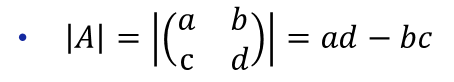 • |A| = |(a b
c d)| = ad − bc